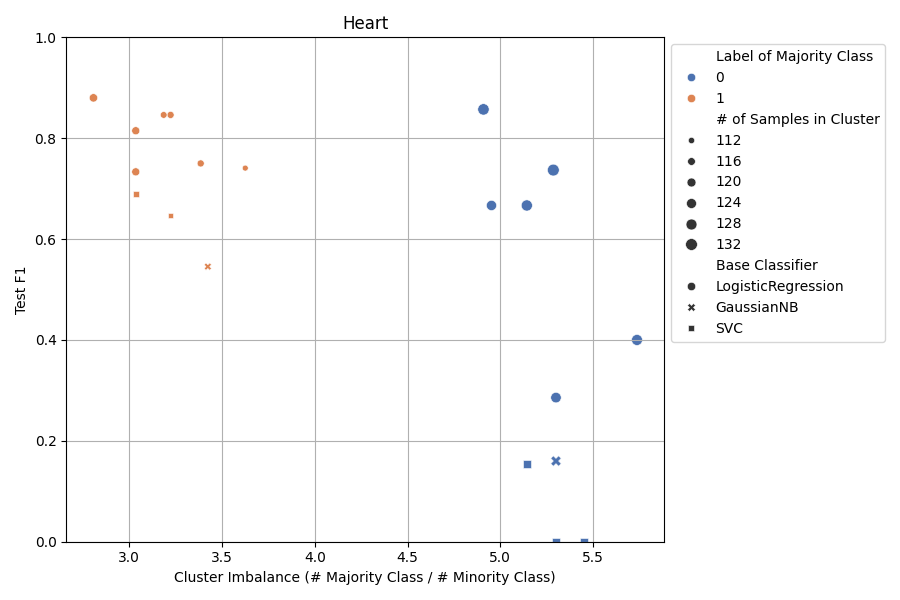 Heart
1.0
0.8
0.6
0.4
0.2
0.0
Test F1
3.0
3.5
4.0
4.5
5.0
5.5
Cluster Imbalance (# Majority Class / # Minority Class)
Label of Majority Class
0
1
# of Samples in Cluster
112
116
120
124
128
132
Base Classifier
LogisticRegression
GaussianNB
SVC